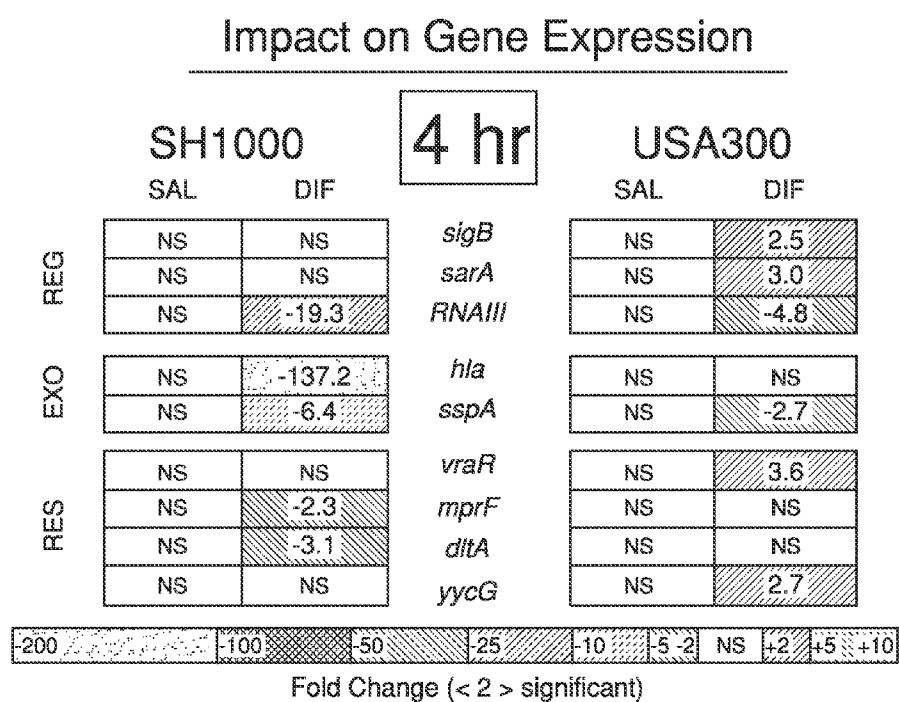 Impact on Gene Expression
4 hr
SH1000 USA300
SAL DIF SAL DIF
REG
NS NS sigB NS 2.5
NS NS sarA NS 3.0
NS -19.3 RNAIII NS -4.8
EXO
NS -137.2 hla NS NS
NS -6.4 sspA NS -2.7
RES
NS NS vraR NS 3.6
NS -2.3 mprF NS NS
NS -3.1 dltA NS NS
NS NS yycG NS 2.7
-200 -100 -50 -25 -10 -5 -2 NS +2 +5 +10
Fold Change (< 2 > significant)